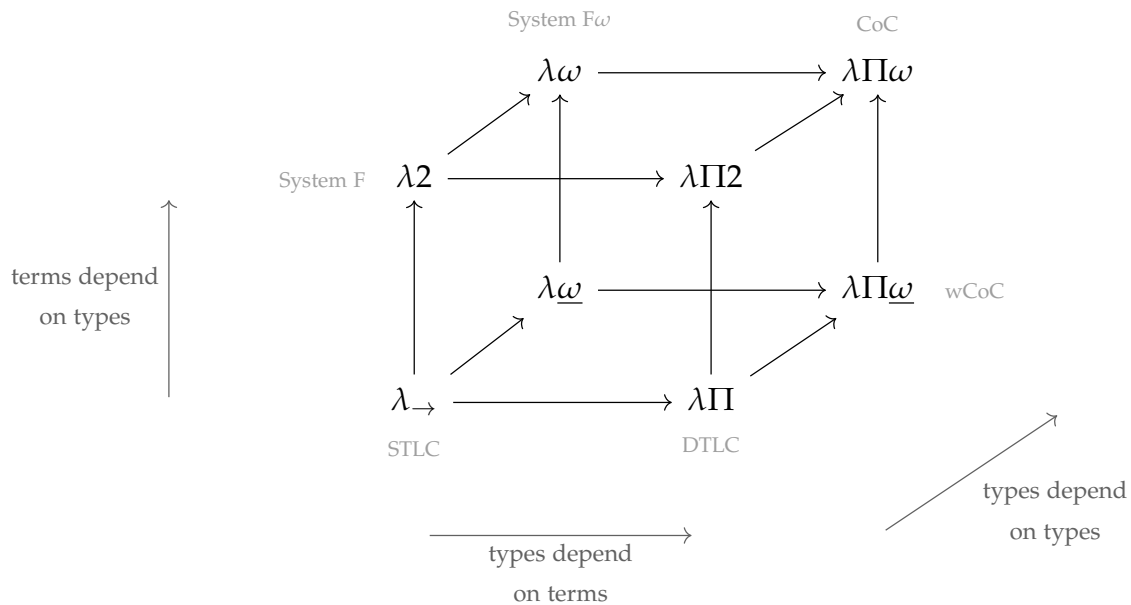 System Fω CoC
λω λΠω
System F λ2 λΠ2
terms depend
on types
λω̲ λΠω̲ wCoC
λ→ λΠ
STLC DTLC
types depend
on types
types depend
on terms